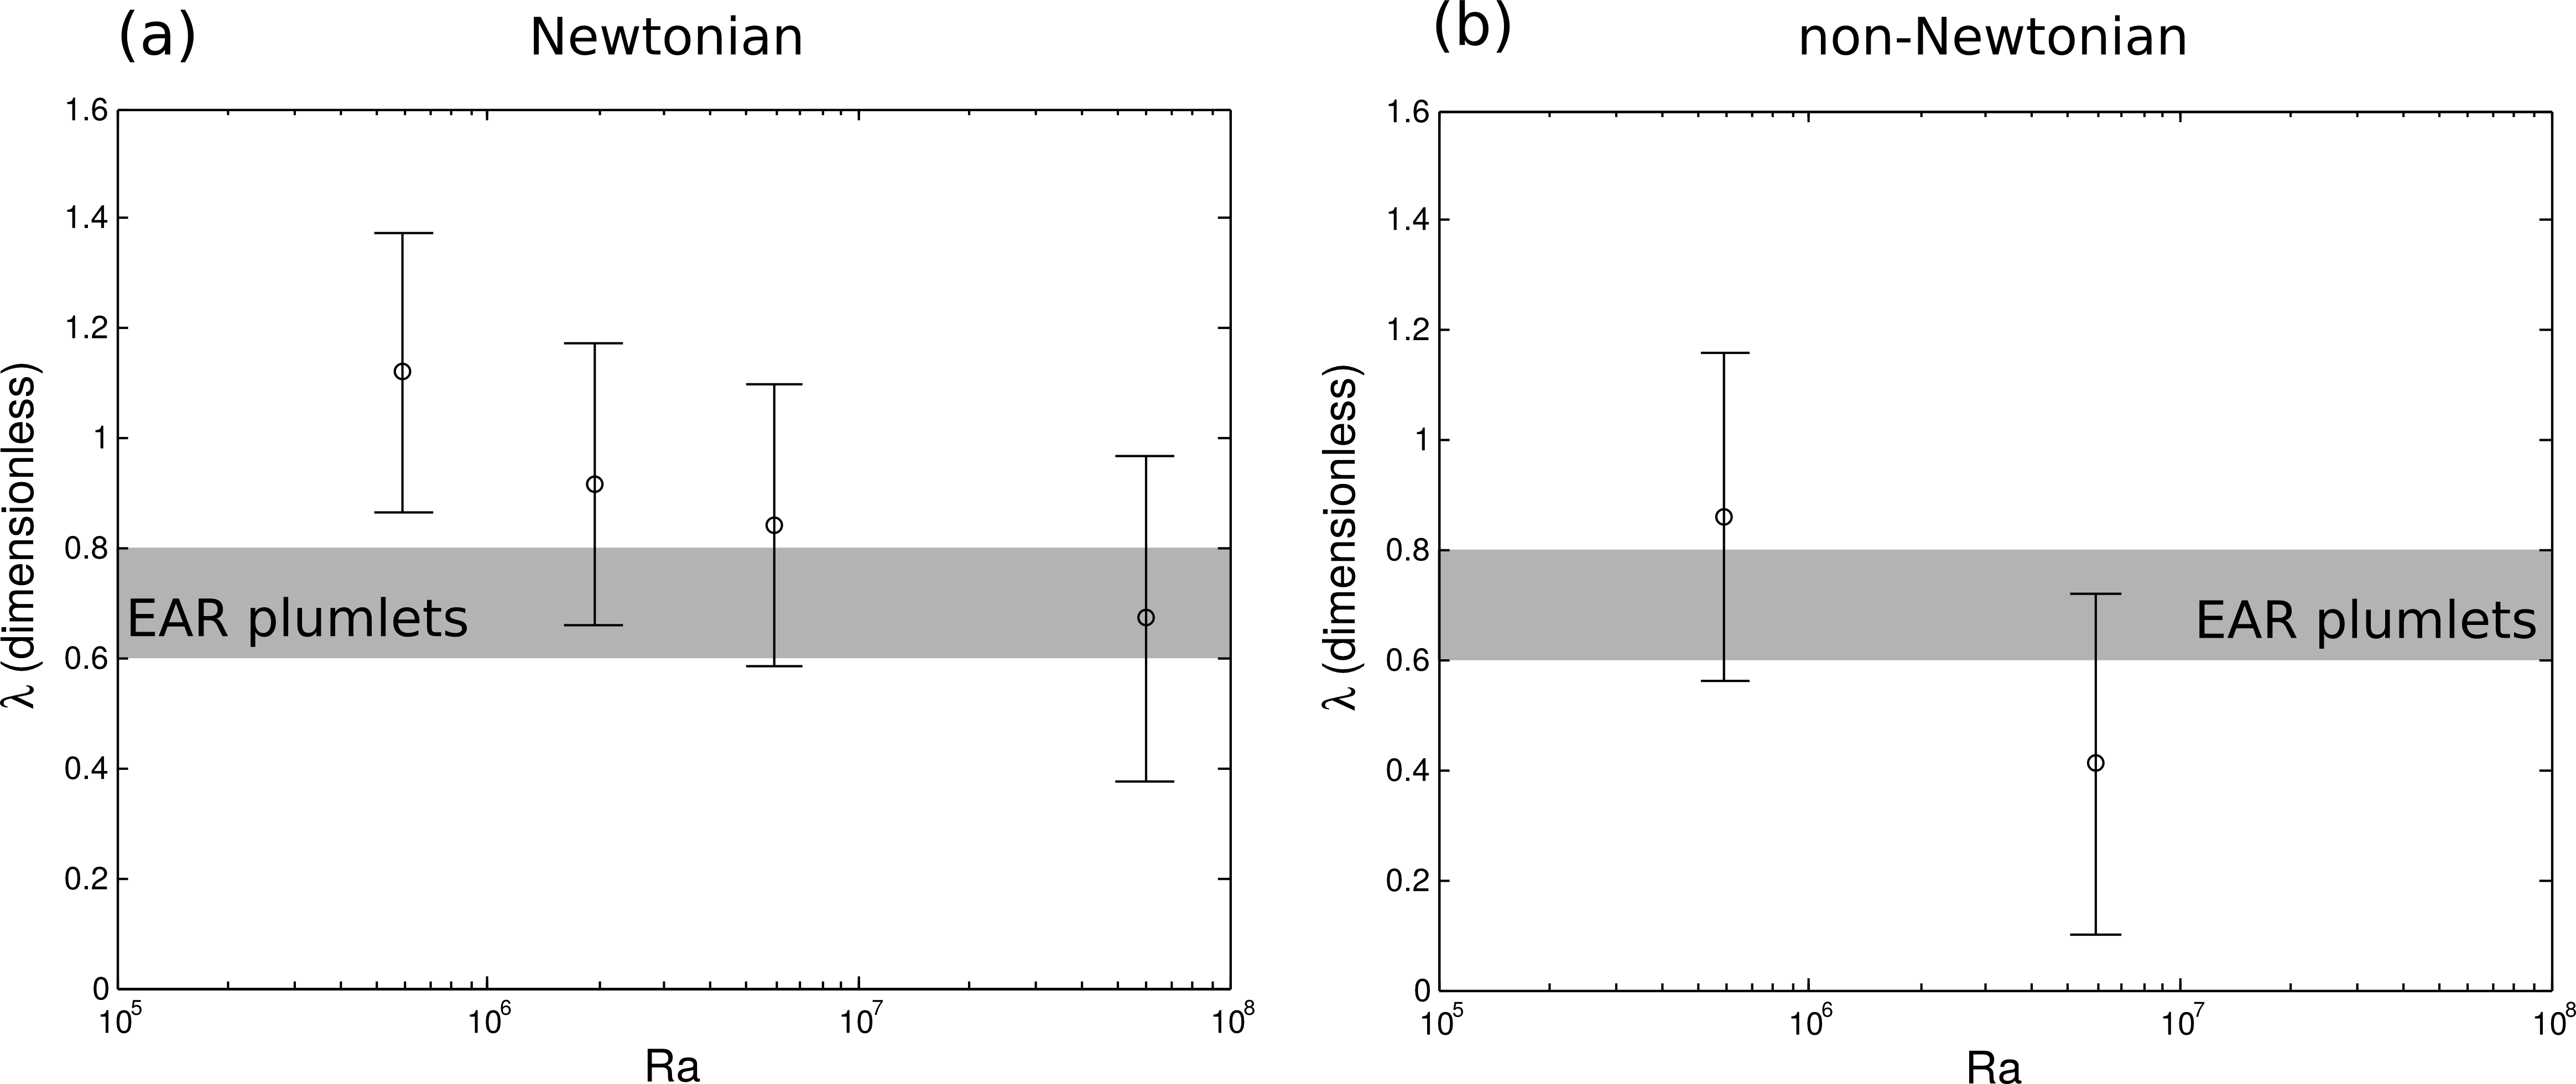 (a) Newtonian
1.6
1.4
1.2
1
0.8
0.6
0.4
0.2
0
λ (dimensionless)
EAR plumlets
10⁵ 10⁶ 10⁷ 10⁸
Ra
(b) non-Newtonian
1.6
1.4
1.2
1
0.8
0.6
0.4
0.2
0
λ (dimensionless)
EAR plumlets
10⁵ 10⁶ 10⁷ 10⁸
Ra